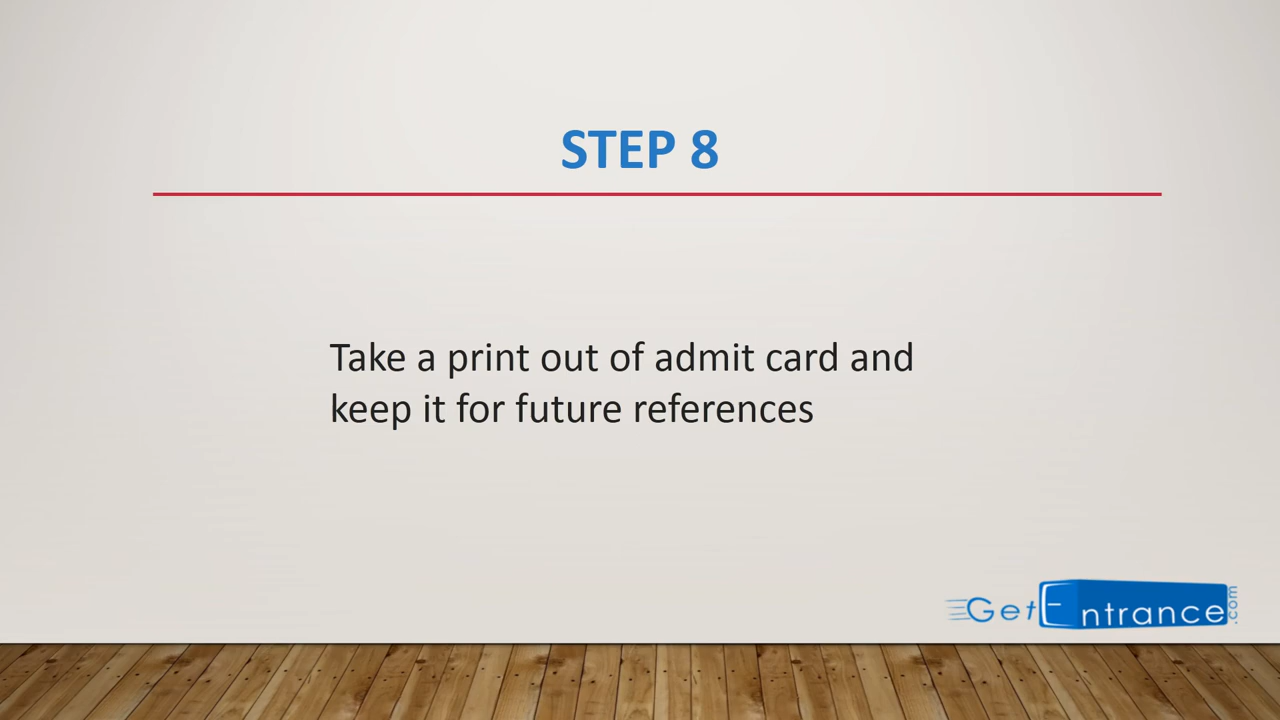 STEP 8
Take a print out of admit card and
keep it for future references
GetEntrance.com